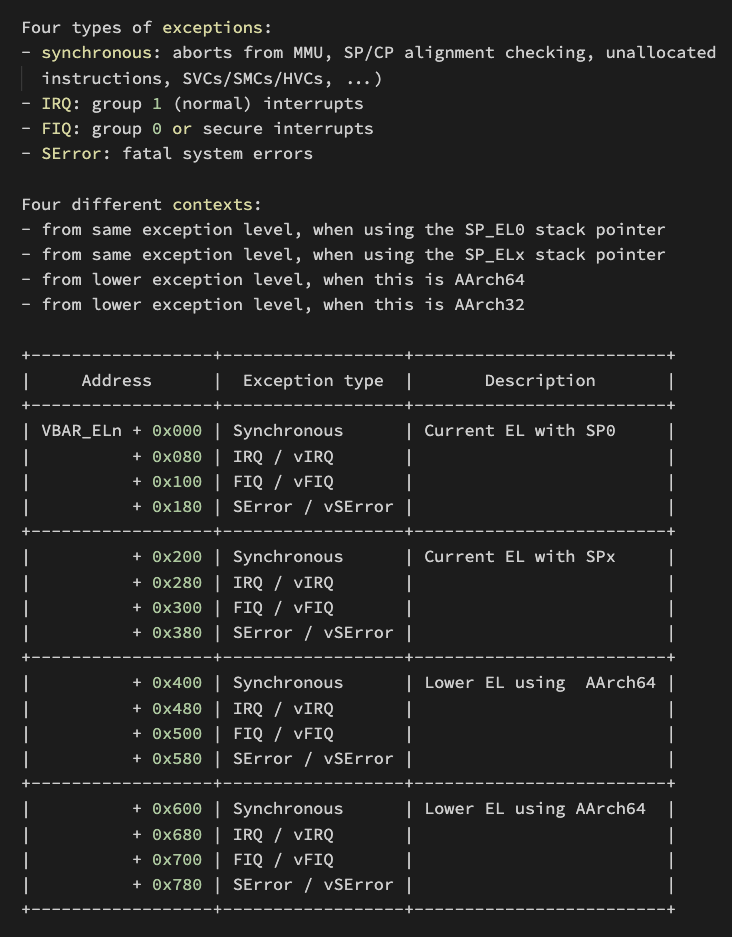 Four types of exceptions:
- synchronous: aborts from MMU, SP/CP alignment checking, unallocated
  instructions, SVCs/SMCs/HVCs, ...)
- IRQ: group 1 (normal) interrupts
- FIQ: group 0 or secure interrupts
- SError: fatal system errors

Four different contexts:
- from same exception level, when using the SP_EL0 stack pointer
- from same exception level, when using the SP_ELx stack pointer
- from lower exception level, when this is AArch64
- from lower exception level, when this is AArch32

+------------------+------------------+-------------------------+
|     Address      |  Exception type  |       Description       |
+------------------+------------------+-------------------------+
| VBAR_ELn + 0x000 | Synchronous      | Current EL with SP0     |
|          + 0x080 | IRQ / vIRQ       |                         |
|          + 0x100 | FIQ / vFIQ       |                         |
|          + 0x180 | SError / vSError |                         |
+------------------+------------------+-------------------------+
|          + 0x200 | Synchronous      | Current EL with SPx     |
|          + 0x280 | IRQ / vIRQ       |                         |
|          + 0x300 | FIQ / vFIQ       |                         |
|          + 0x380 | SError / vSError |                         |
+------------------+------------------+-------------------------+
|          + 0x400 | Synchronous      | Lower EL using  AArch64 |
|          + 0x480 | IRQ / vIRQ       |                         |
|          + 0x500 | FIQ / vFIQ       |                         |
|          + 0x580 | SError / vSError |                         |
+------------------+------------------+-------------------------+
|          + 0x600 | Synchronous      | Lower EL using AArch64  |
|          + 0x680 | IRQ / vIRQ       |                         |
|          + 0x700 | FIQ / vFIQ       |                         |
|          + 0x780 | SError / vSError |                         |
+------------------+------------------+-------------------------+